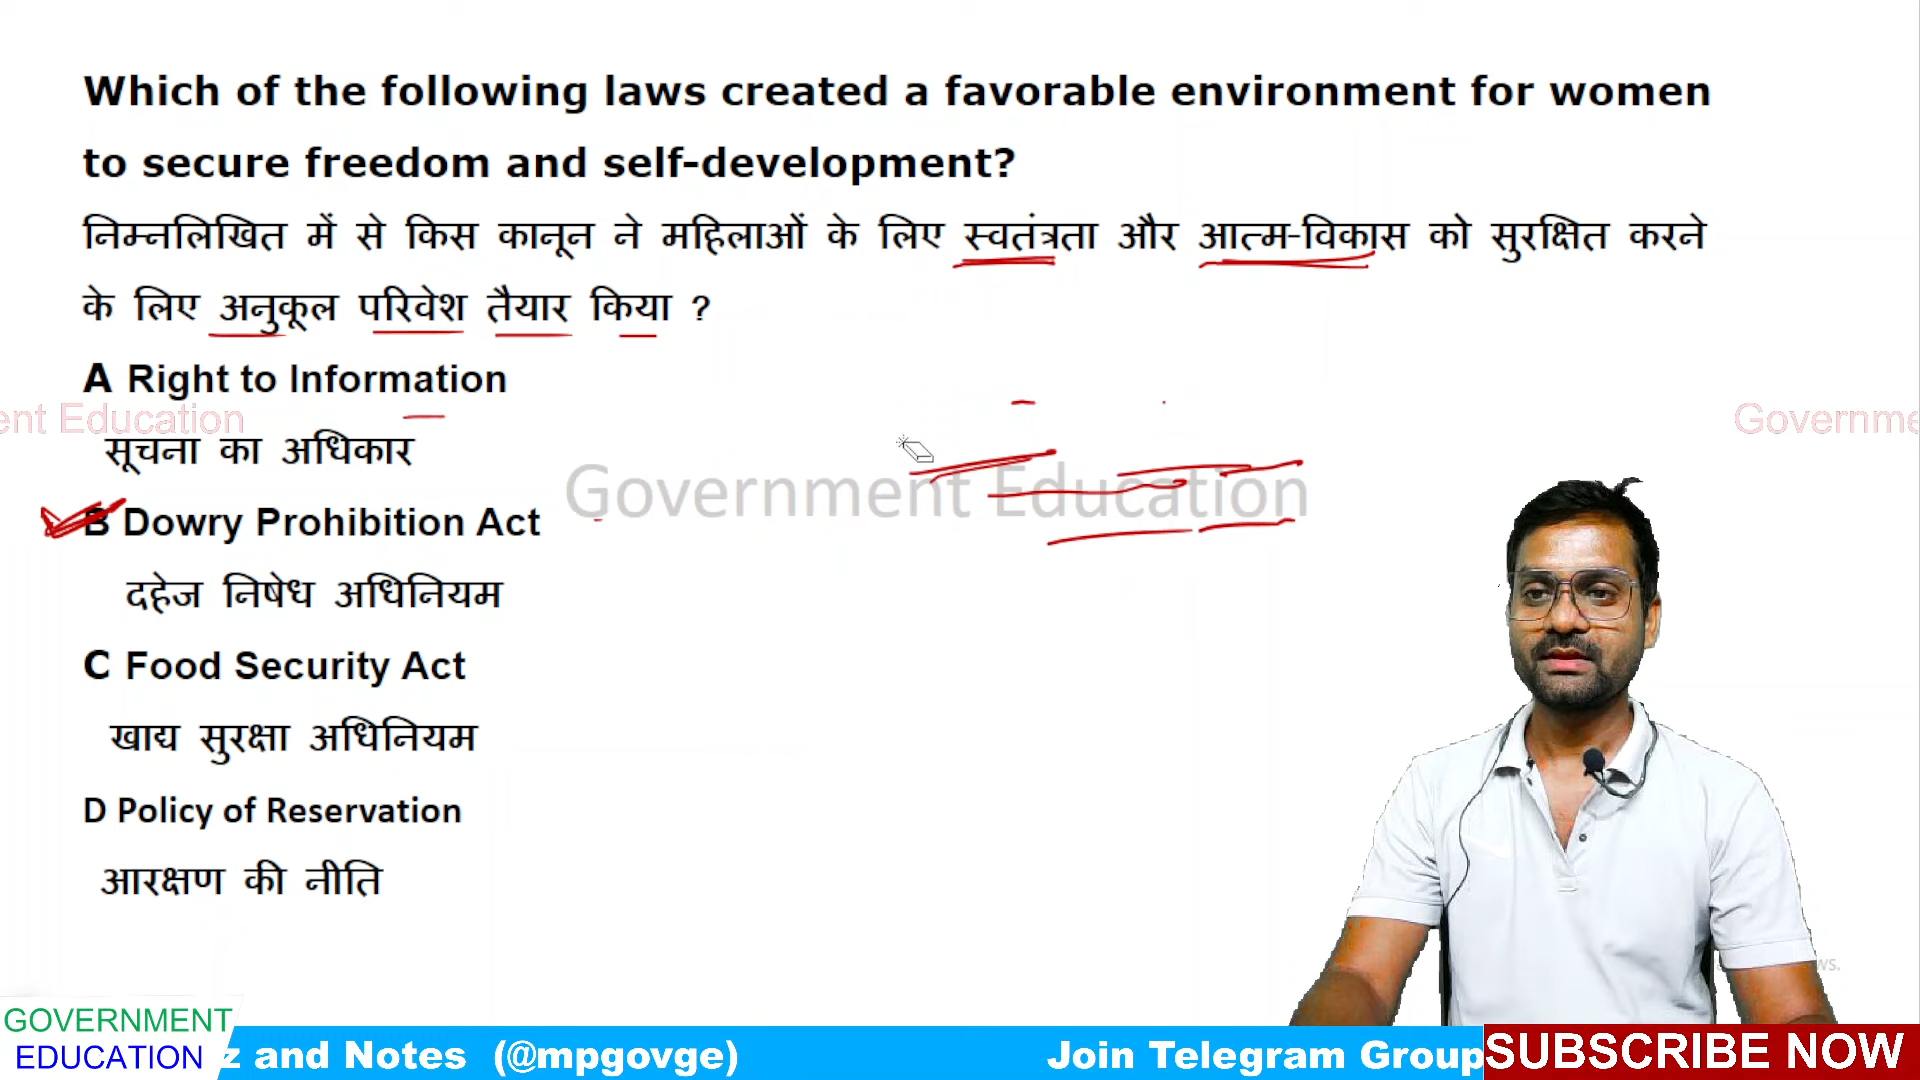 Which of the following laws created a favorable environment for women
to secure freedom and self-development?
निम्नलिखित में से किस कानून ने महिलाओं के लिए स्वतंत्रता और आत्म-विकास को सुरक्षित करने
के लिए अनुकूल परिवेश तैयार किया ?
A Right to Information
ent Education
Governme
सूचना का अधिकार
Government Education
B Dowry Prohibition Act
दहेज निषेध अधिनियम
C Food Security Act
खाद्य सुरक्षा अधिनियम
D Policy of Reservation
आरक्षण की नीति
ws.
GOVERNMENT
EDUCATION
z and Notes (@mpgovge)
Join Telegram Group
SUBSCRIBE NOW